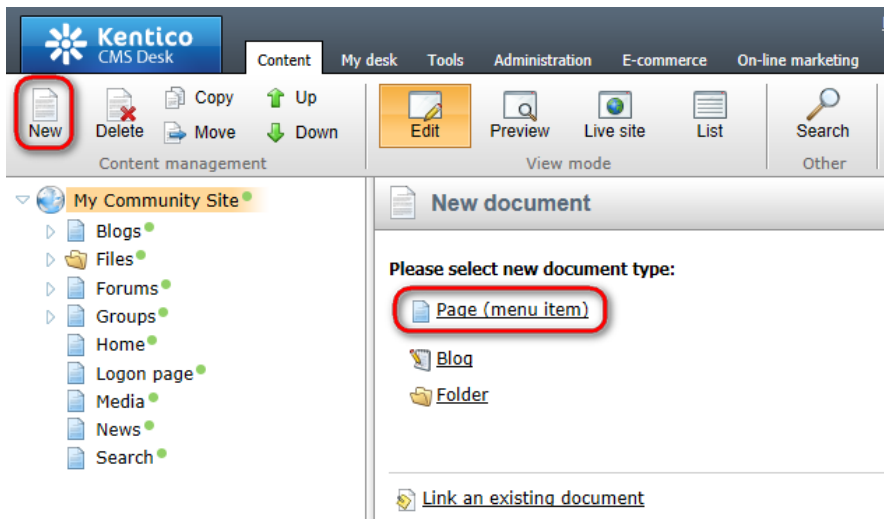 Kentico
CMS Desk
Content My desk Tools Administration E-commerce On-line marketing
New Delete Copy Move Up Down Edit Preview Live site List Search
Content management View mode Other
My Community Site
Blogs
Files
Forums
Groups
Home
Logon page
Media
News
Search
New document
Please select new document type:
Page (menu item)
Blog
Folder
Link an existing document